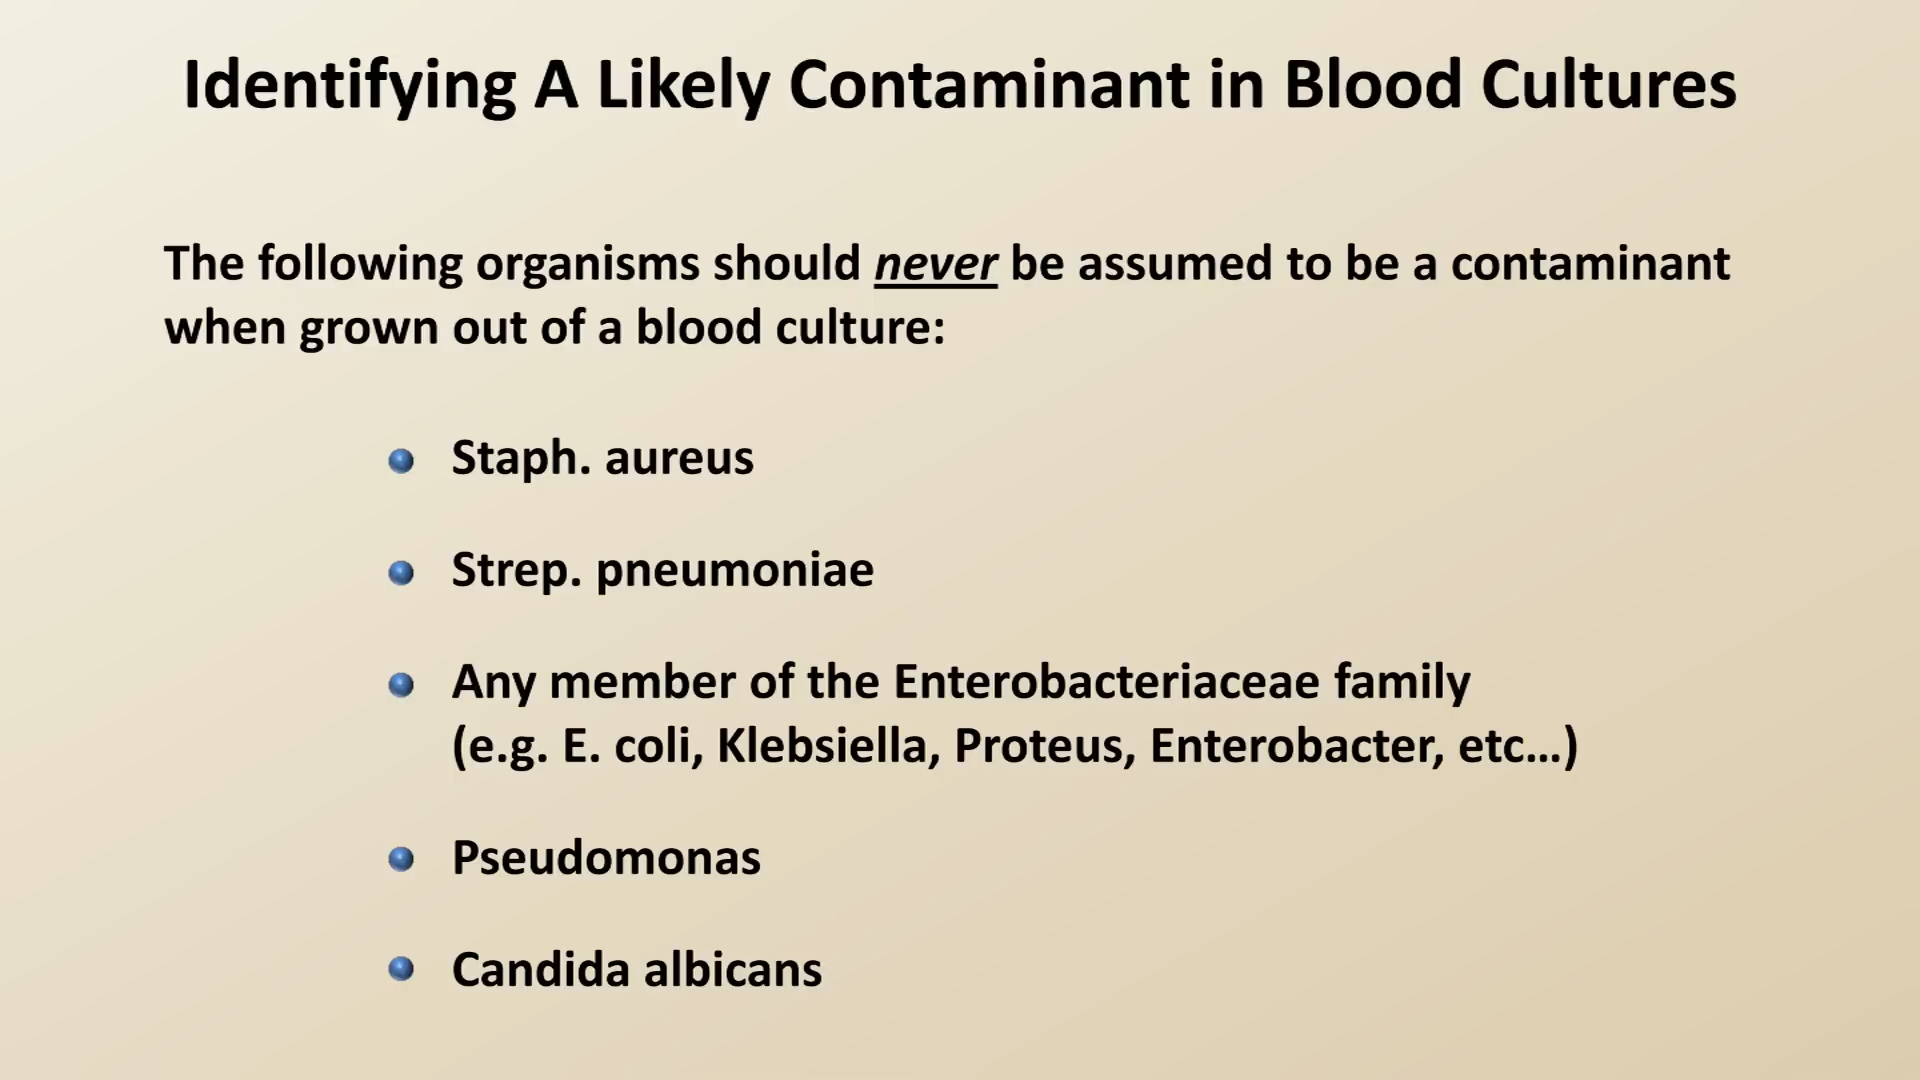 Identifying A Likely Contaminant in Blood Cultures
The following organisms should never be assumed to be a contaminant
when grown out of a blood culture:
Staph. aureus
Strep. pneumoniae
Any member of the Enterobacteriaceae family
(e.g. E. coli, Klebsiella, Proteus, Enterobacter, etc...)
Pseudomonas
Candida albicans